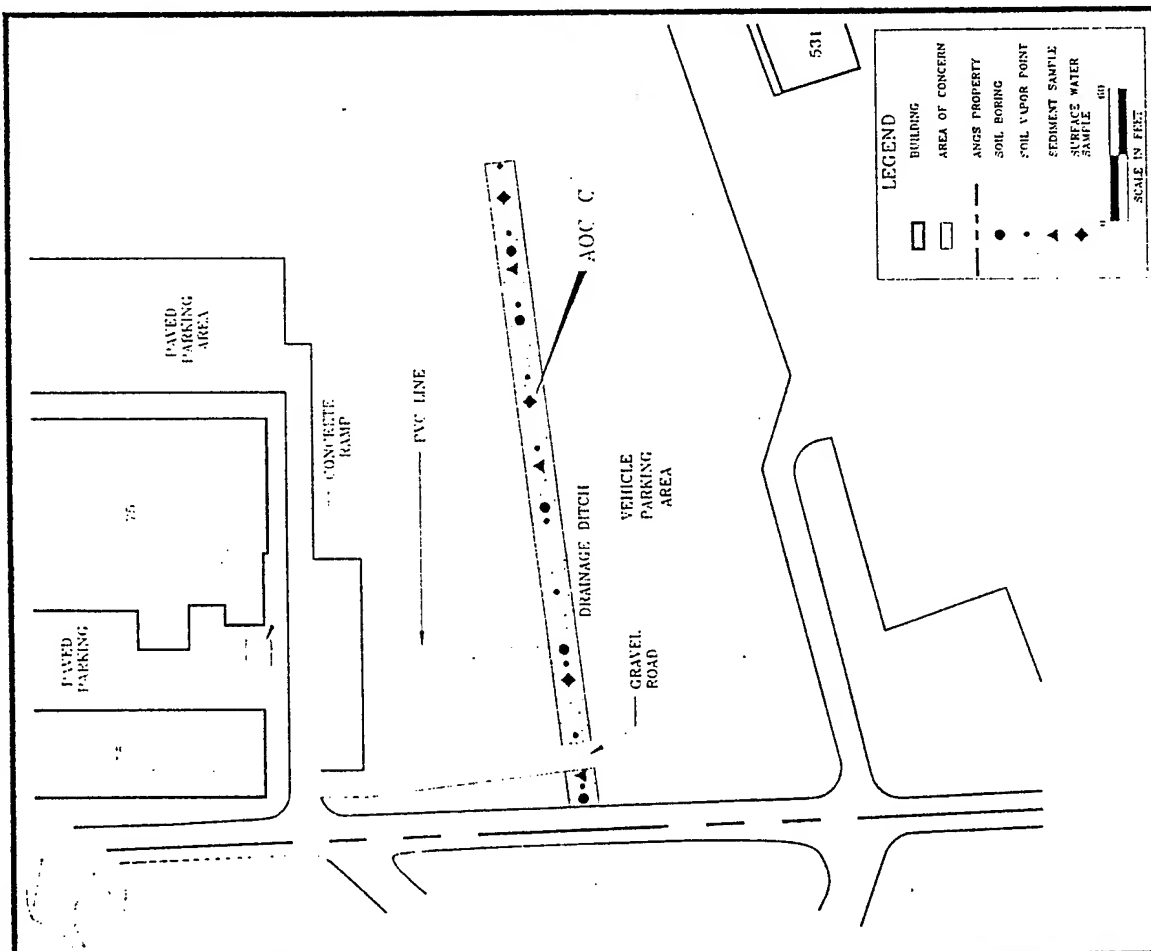 PAVED
PARKING
AREA
PAVED
PARKING
CONCRETE
RAMP
PVC LINE
AOC C
DRAINAGE DITCH
VEHICLE
PARKING
AREA
GRAVEL
ROAD
531
LEGEND
BUILDING
AREA OF CONCERN
ANGS PROPERTY
SOIL BORING
SOIL VAPOR POINT
SEDIMENT SAMPLE
SURFACE WATER
SAMPLE
0 60
SCALE IN FEET